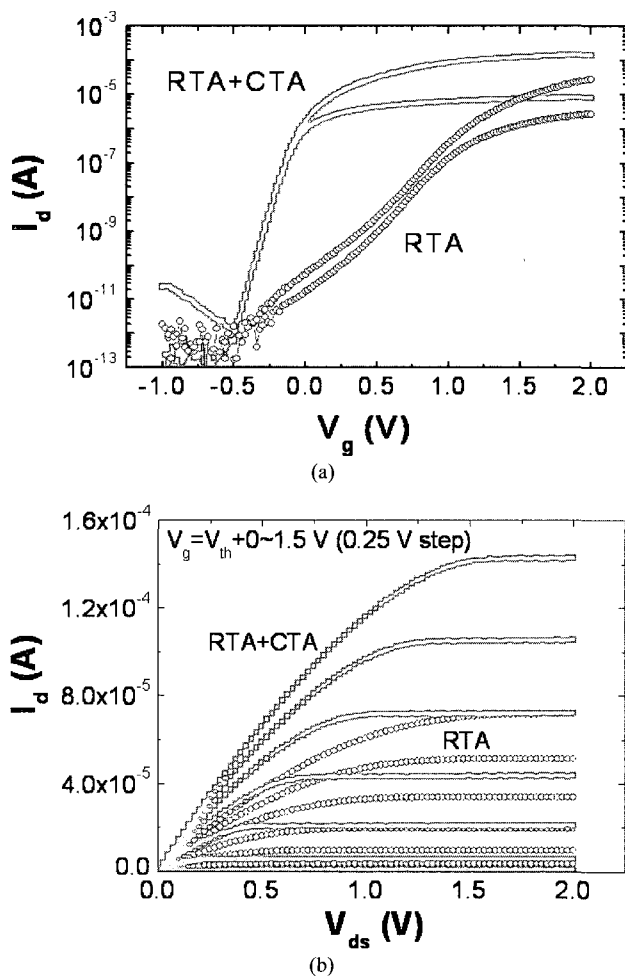 10⁻³
10⁻⁵
10⁻⁷
10⁻⁹
10⁻¹¹
10⁻¹³
I_d (A)
RTA+CTA
RTA
-1.0 -0.5 0.0 0.5 1.0 1.5 2.0
V_g (V)
(a)
1.6x10⁻⁴
1.2x10⁻⁴
8.0x10⁻⁵
4.0x10⁻⁵
0.0
I_d (A)
V_g=V_th+0~1.5 V (0.25 V step)
RTA+CTA
RTA
0.0 0.5 1.0 1.5 2.0
V_ds (V)
(b)